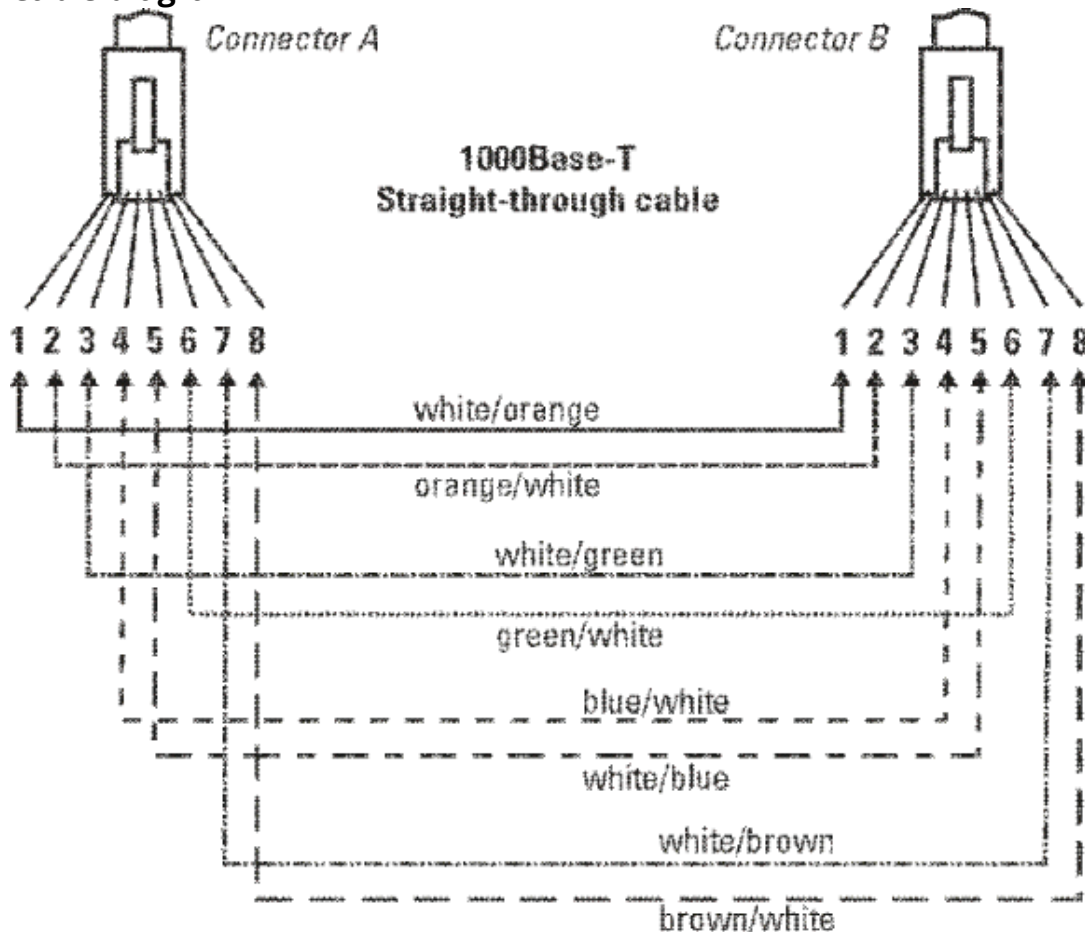 Connector A
Connector B
1000Base-T
Straight-through cable
1 2 3 4 5 6 7 8
1 2 3 4 5 6 7 8
white/orange
orange/white
white/green
green/white
blue/white
white/blue
white/brown
brown/white